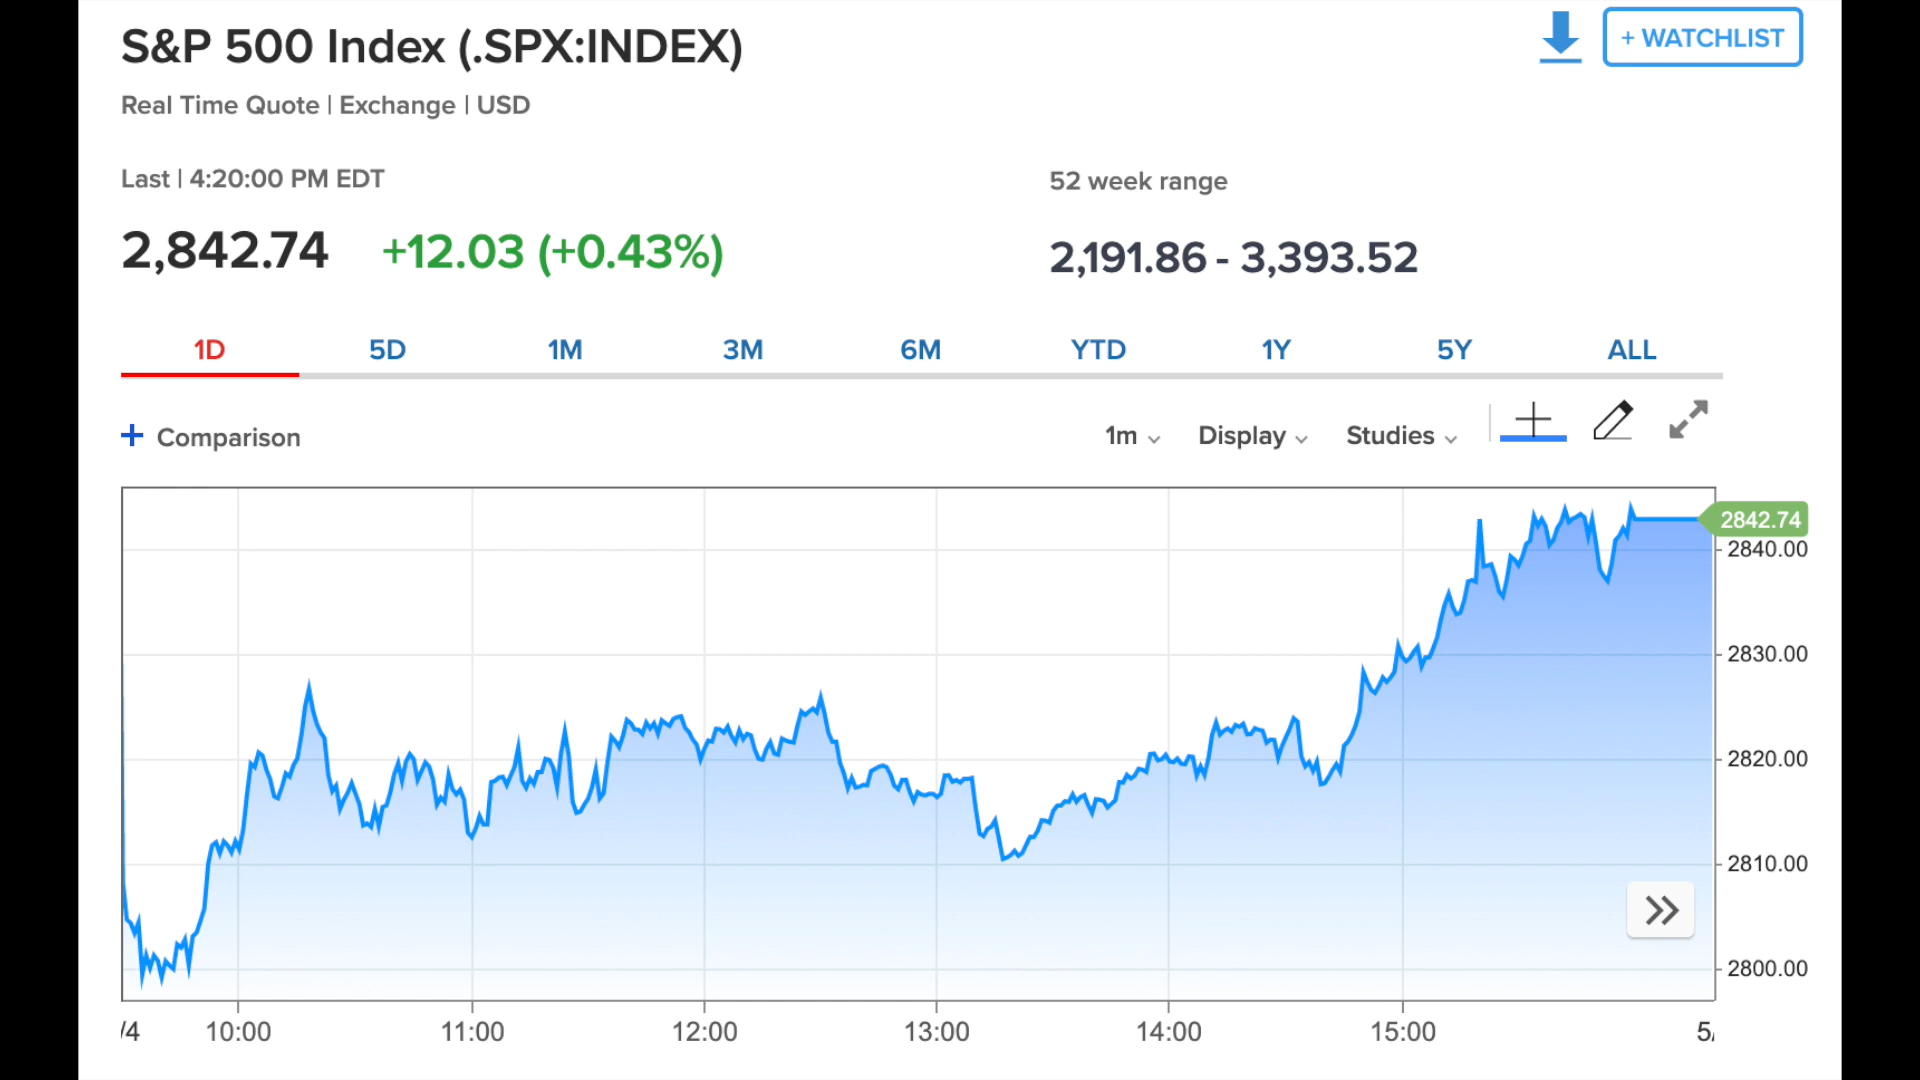 S&P 500 Index (.SPX:INDEX)
+ WATCHLIST
Real Time Quote | Exchange | USD
Last | 4:20:00 PM EDT
52 week range
2,842.74 +12.03 (+0.43%)
2,191.86 - 3,393.52
1D 5D 1M 3M 6M YTD 1Y 5Y ALL
+ Comparison
1m Display Studies
2842.74
2840.00
2830.00
2820.00
2810.00
2800.00
/4 10:00 11:00 12:00 13:00 14:00 15:00 5/